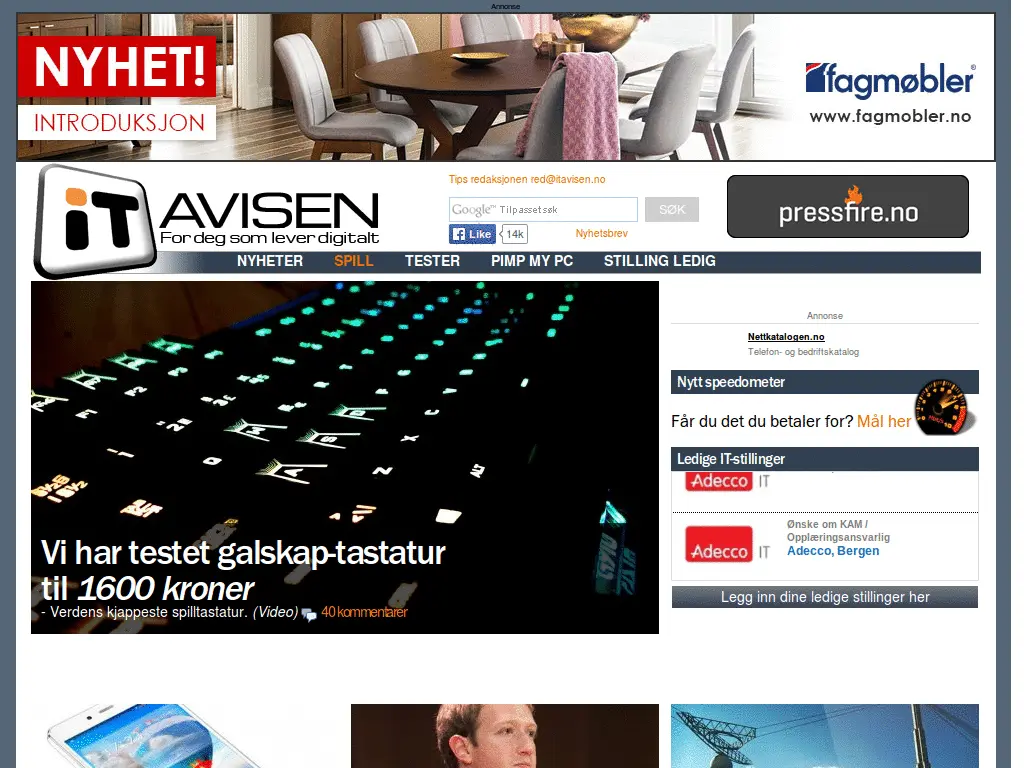 Annonse
NYHET!
INTRODUKSJON
fagmøbler®
www.fagmobler.no
iT AVISEN
For deg som lever digitalt
Tips redaksjonen red@itavisen.no
Google™ Tilpasset søk
SØK
Like
14k
Nyhetsbrev
pressfire.no
NYHETER
SPILL
TESTER
PIMP MY PC
STILLING LEDIG
Vi har testet galskap-tastatur
til 1600 kroner
- Verdens kjappeste spilltastatur. (Video) 40 kommentarer
Annonse
Nettkatalogen.no
Telefon- og bedriftskatalog
Nytt speedometer
Får du det du betaler for? Mål her
Ledige IT-stillinger
Adecco IT
Adecco IT
Ønske om KAM /
Opplæringsansvarlig
Adecco, Bergen
Legg inn dine ledige stillinger her